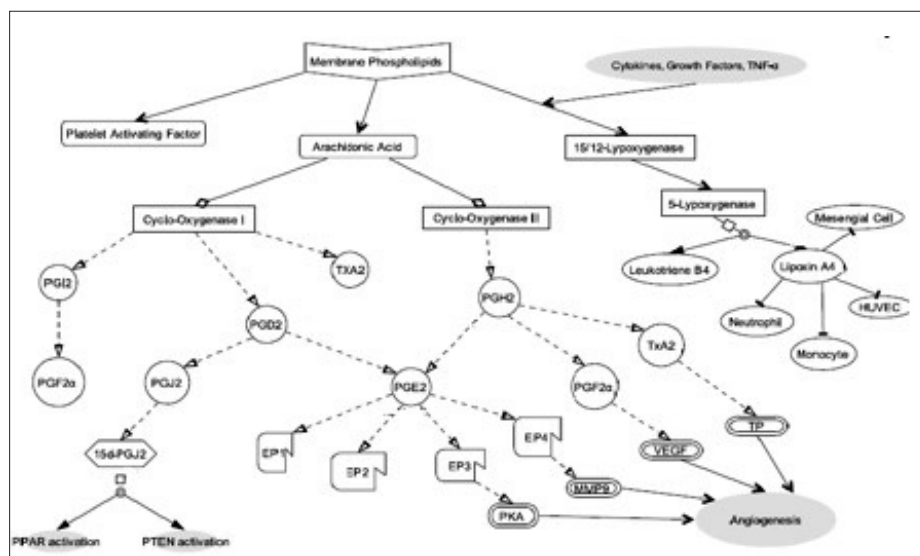 Membrane Phospholipids
Cytokines, Growth Factors, TNF-α
Platelet Activating Factor
Arachidonic Acid
15/12-Lypoxygenase
Cyclo-Oxygenase I
Cyclo-Oxygenase II
5-Lypoxygenase
Mesengial Cell
PGI2
TXA2
Leukotriene B4
Lipoxin A4
HUVEC
PGH2
Neutrophil
PGD2
TxA2
Monocyte
PGF2α
PGJ2
PGE2
PGF2α
15d-PGJ2
EP1
EP2
EP3
EP4
VEGF
TP
MMP9
PKA
Angiogenesis
PIPAR activation
PTEN activation